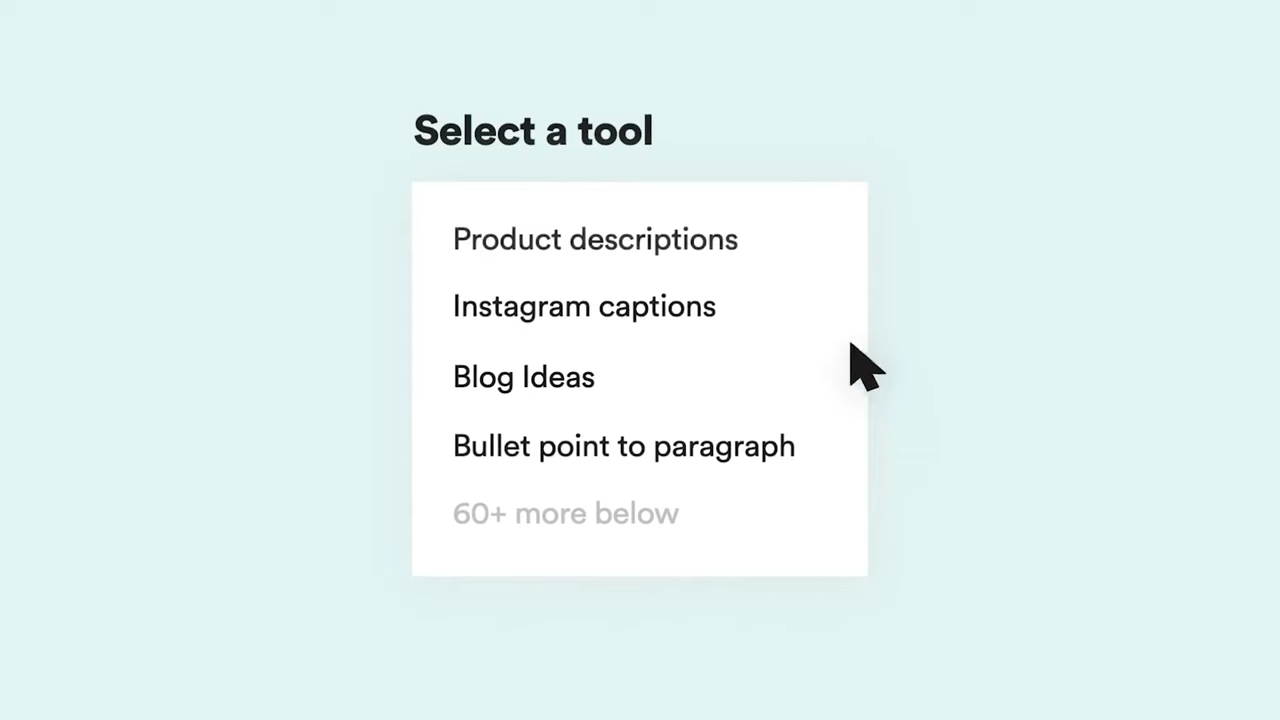 Select a tool
Product descriptions
Instagram captions
Blog Ideas
Bullet point to paragraph
60+ more below